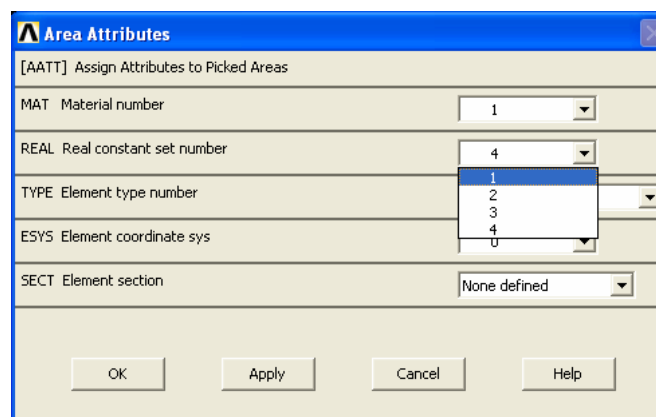 Area Attributes
[AATT] Assign Attributes to Picked Areas
MAT Material number 1
REAL Real constant set number 4
1
TYPE Element type number 2
3
4
ESYS Element coordinate sys 0
SECT Element section None defined
OK Apply Cancel Help